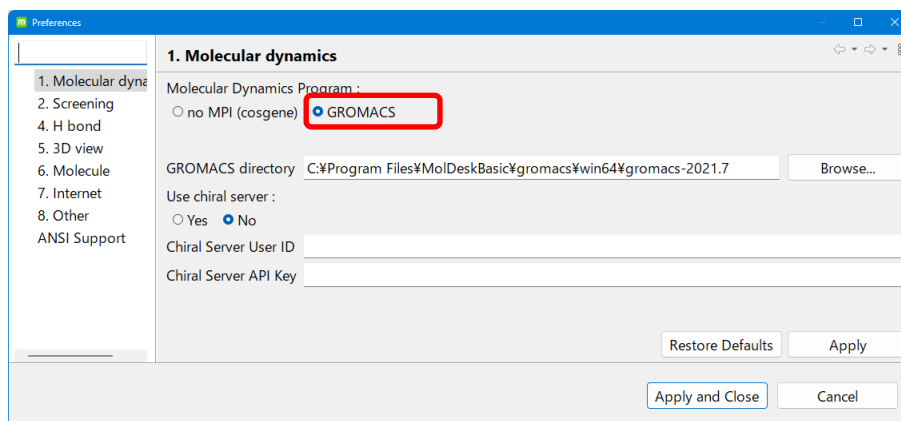 Preferences
1. Molecular dyna
2. Screening
4. H bond
5. 3D view
6. Molecule
7. Internet
8. Other
ANSI Support
1. Molecular dynamics
Molecular Dynamics Program :
no MPI (cosgene) GROMACS
GROMACS directory C:¥Program Files¥MolDeskBasic¥gromacs¥win64¥gromacs-2021.7 Browse...
Use chiral server :
Yes No
Chiral Server User ID
Chiral Server API Key
Restore Defaults Apply
Apply and Close Cancel